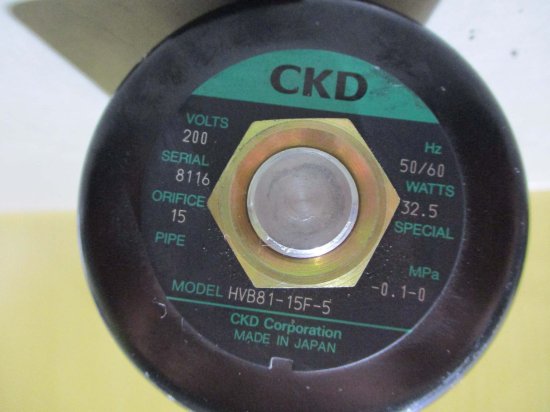 CKD
VOLTS
200
Hz
50/60
SERIAL
8116
WATTS
32.5
ORIFICE
15
SPECIAL
PIPE
MPa
-0.1-0
MODEL HVB81-15F-5
CKD Corporation
MADE IN JAPAN